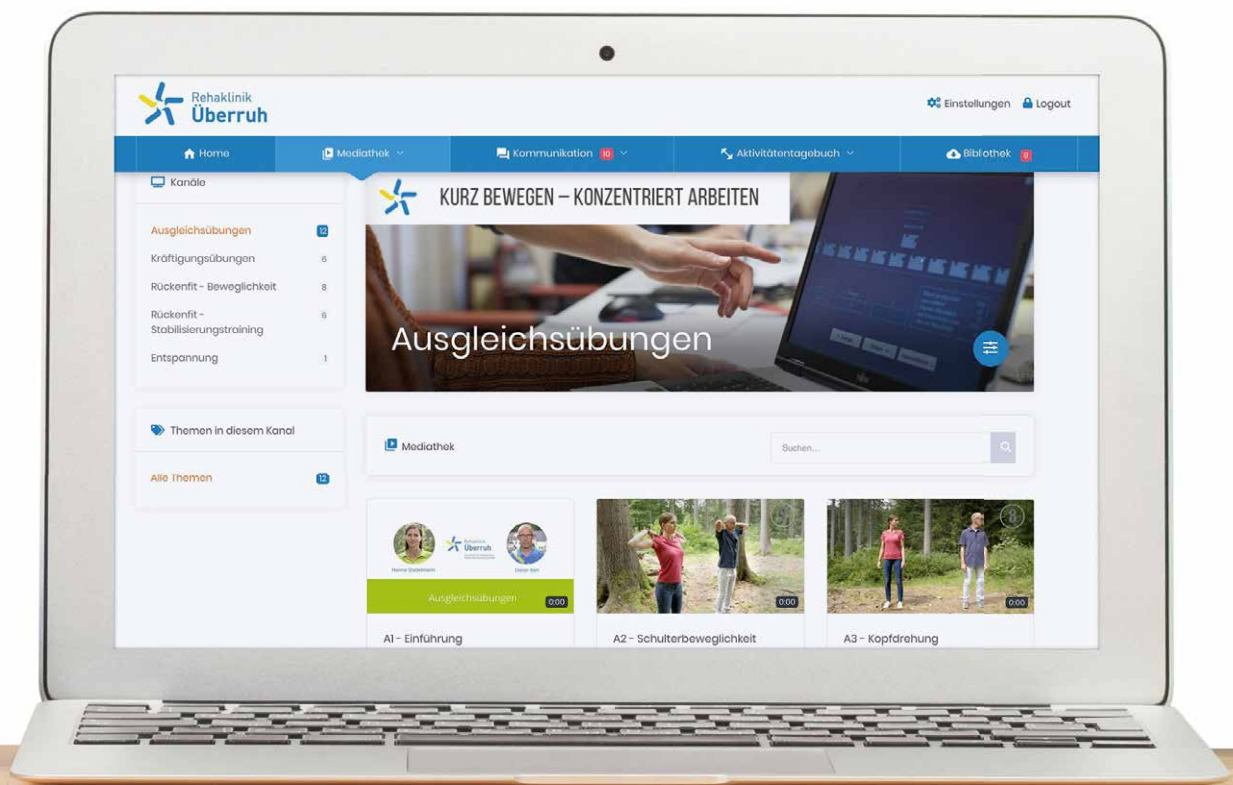 Rehaklinik
Überruh
Einstellungen
Logout
Home
Mediathek
Kommunikation 10
Aktivitätentagebuch
Bibliothek
Kanäle
Ausgleichsübungen 12
Kräftigungsübungen 6
Rückenfit - Beweglichkeit 8
Rückenfit - 6
Stabilisierungstraining
Entspannung 1
Themen in diesem Kanal
Alle Themen 12
KURZ BEWEGEN – KONZENTRIERT ARBEITEN
Ausgleichsübungen
Mediathek
Suchen...
Rehaklinik
Überruh
Ausgleichsübungen
0:00
0:00
0:00
A1 - Einführung
A2 - Schulterbeweglichkeit
A3 - Kopfdrehung